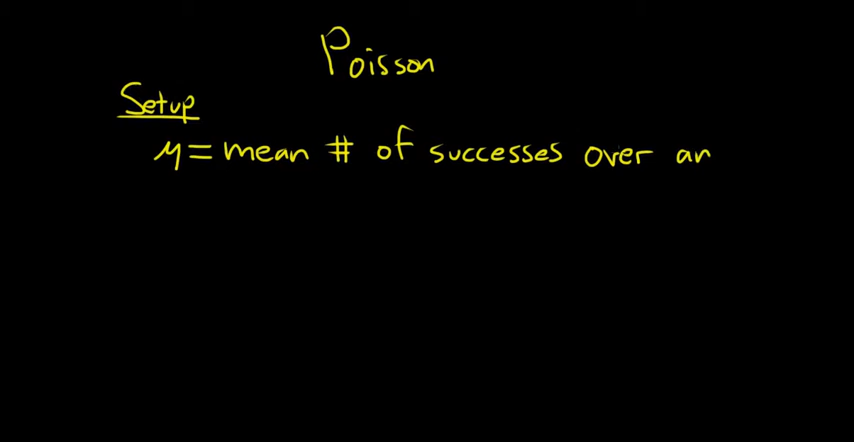 Poisson
Setup
μ = mean # of successes over an